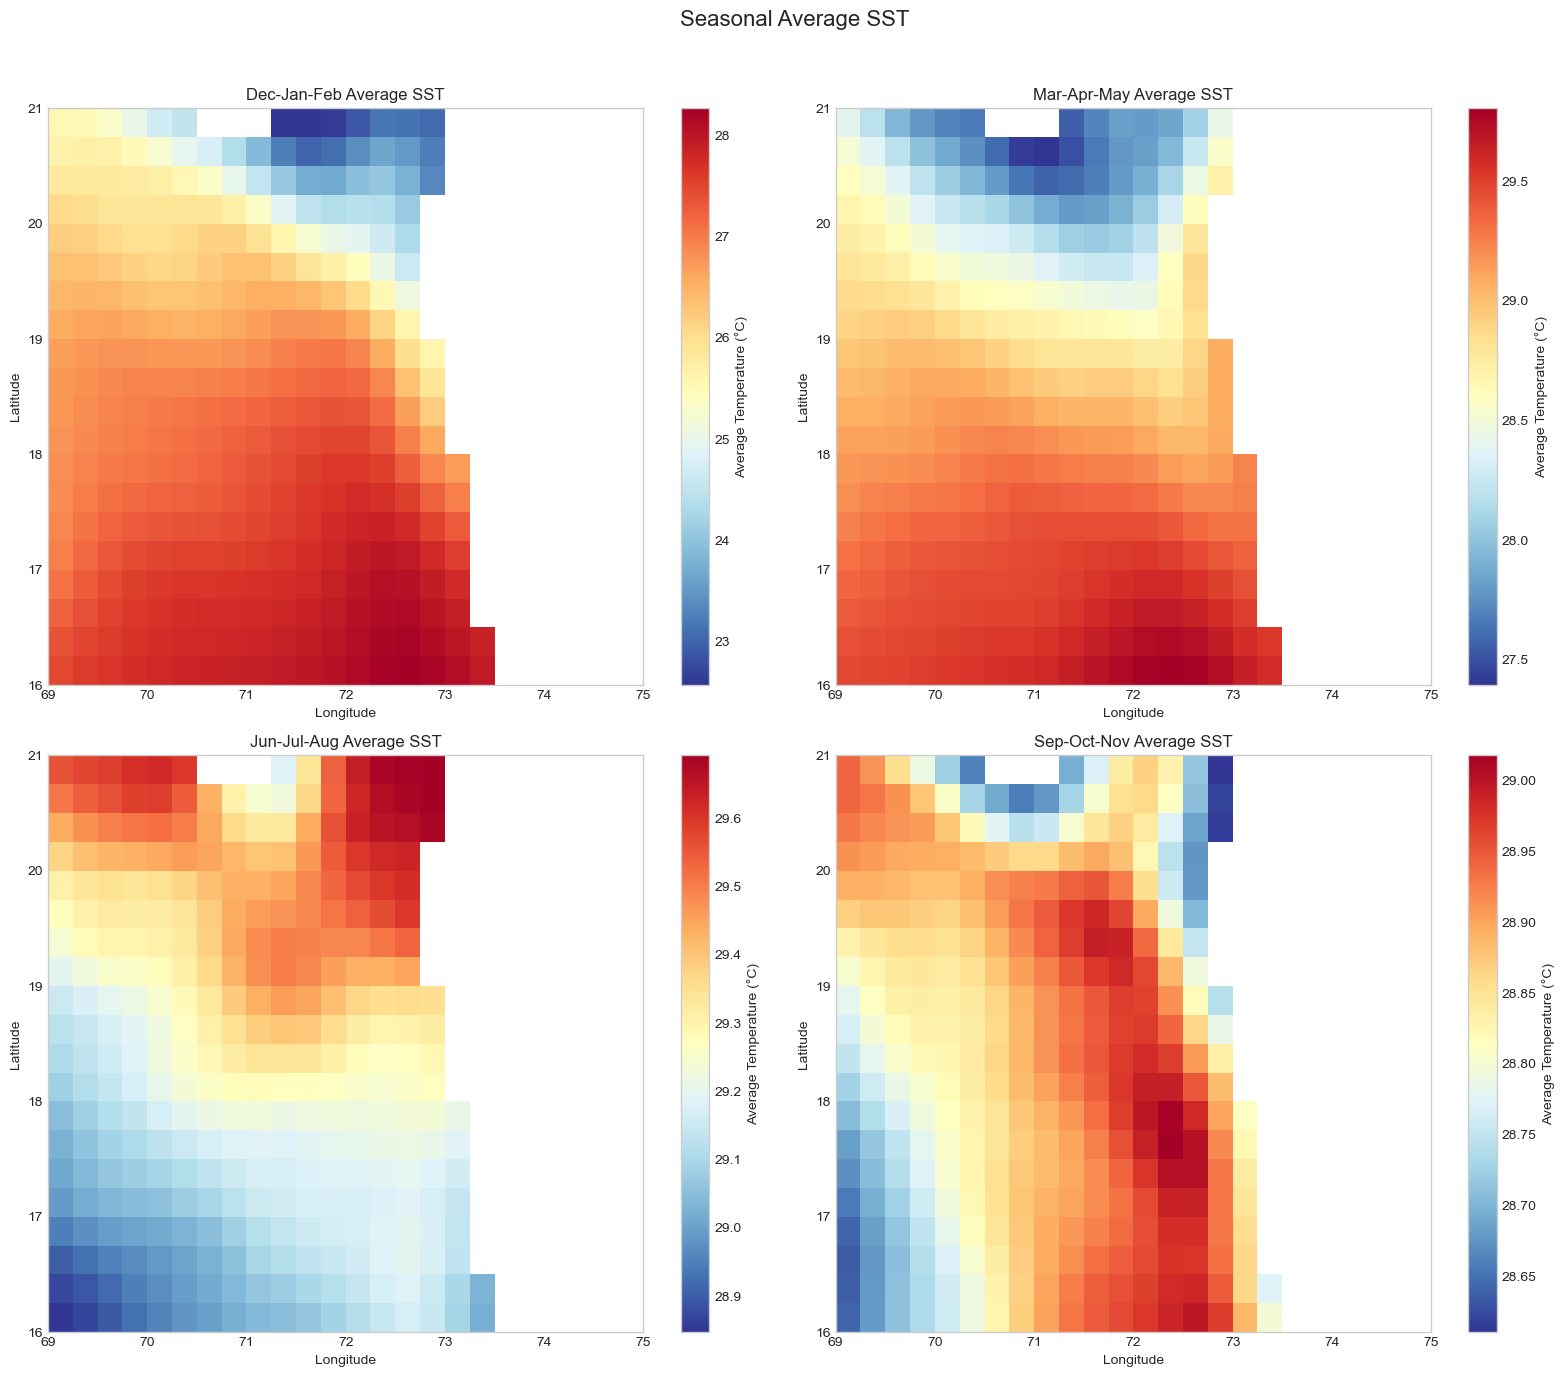 Seasonal Average SST
Dec-Jan-Feb Average SST
21
20
19
18
17
16
Latitude
69 70 71 72 73 74 75
Longitude
28
27
26
25
24
23
Average Temperature (°C)
Mar-Apr-May Average SST
21
20
19
18
17
16
Latitude
69 70 71 72 73 74 75
Longitude
29.5
29.0
28.5
28.0
27.5
Average Temperature (°C)
Jun-Jul-Aug Average SST
21
20
19
18
17
16
Latitude
69 70 71 72 73 74 75
Longitude
29.6
29.5
29.4
29.3
29.2
29.1
29.0
28.9
Average Temperature (°C)
Sep-Oct-Nov Average SST
21
20
19
18
17
16
Latitude
69 70 71 72 73 74 75
Longitude
29.00
28.95
28.90
28.85
28.80
28.75
28.70
28.65
Average Temperature (°C)